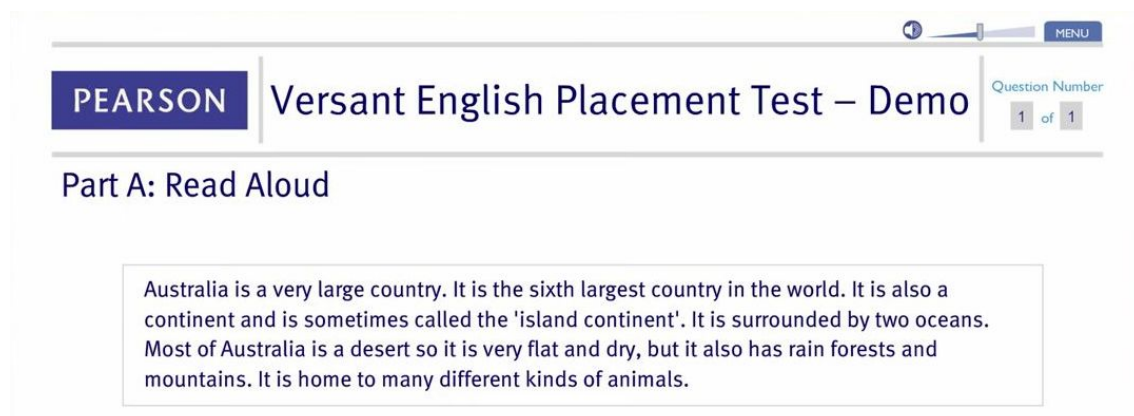 MENU
PEARSON
Versant English Placement Test – Demo
Question Number
1 of 1
Part A: Read Aloud
Australia is a very large country. It is the sixth largest country in the world. It is also a
continent and is sometimes called the 'island continent'. It is surrounded by two oceans.
Most of Australia is a desert so it is very flat and dry, but it also has rain forests and
mountains. It is home to many different kinds of animals.